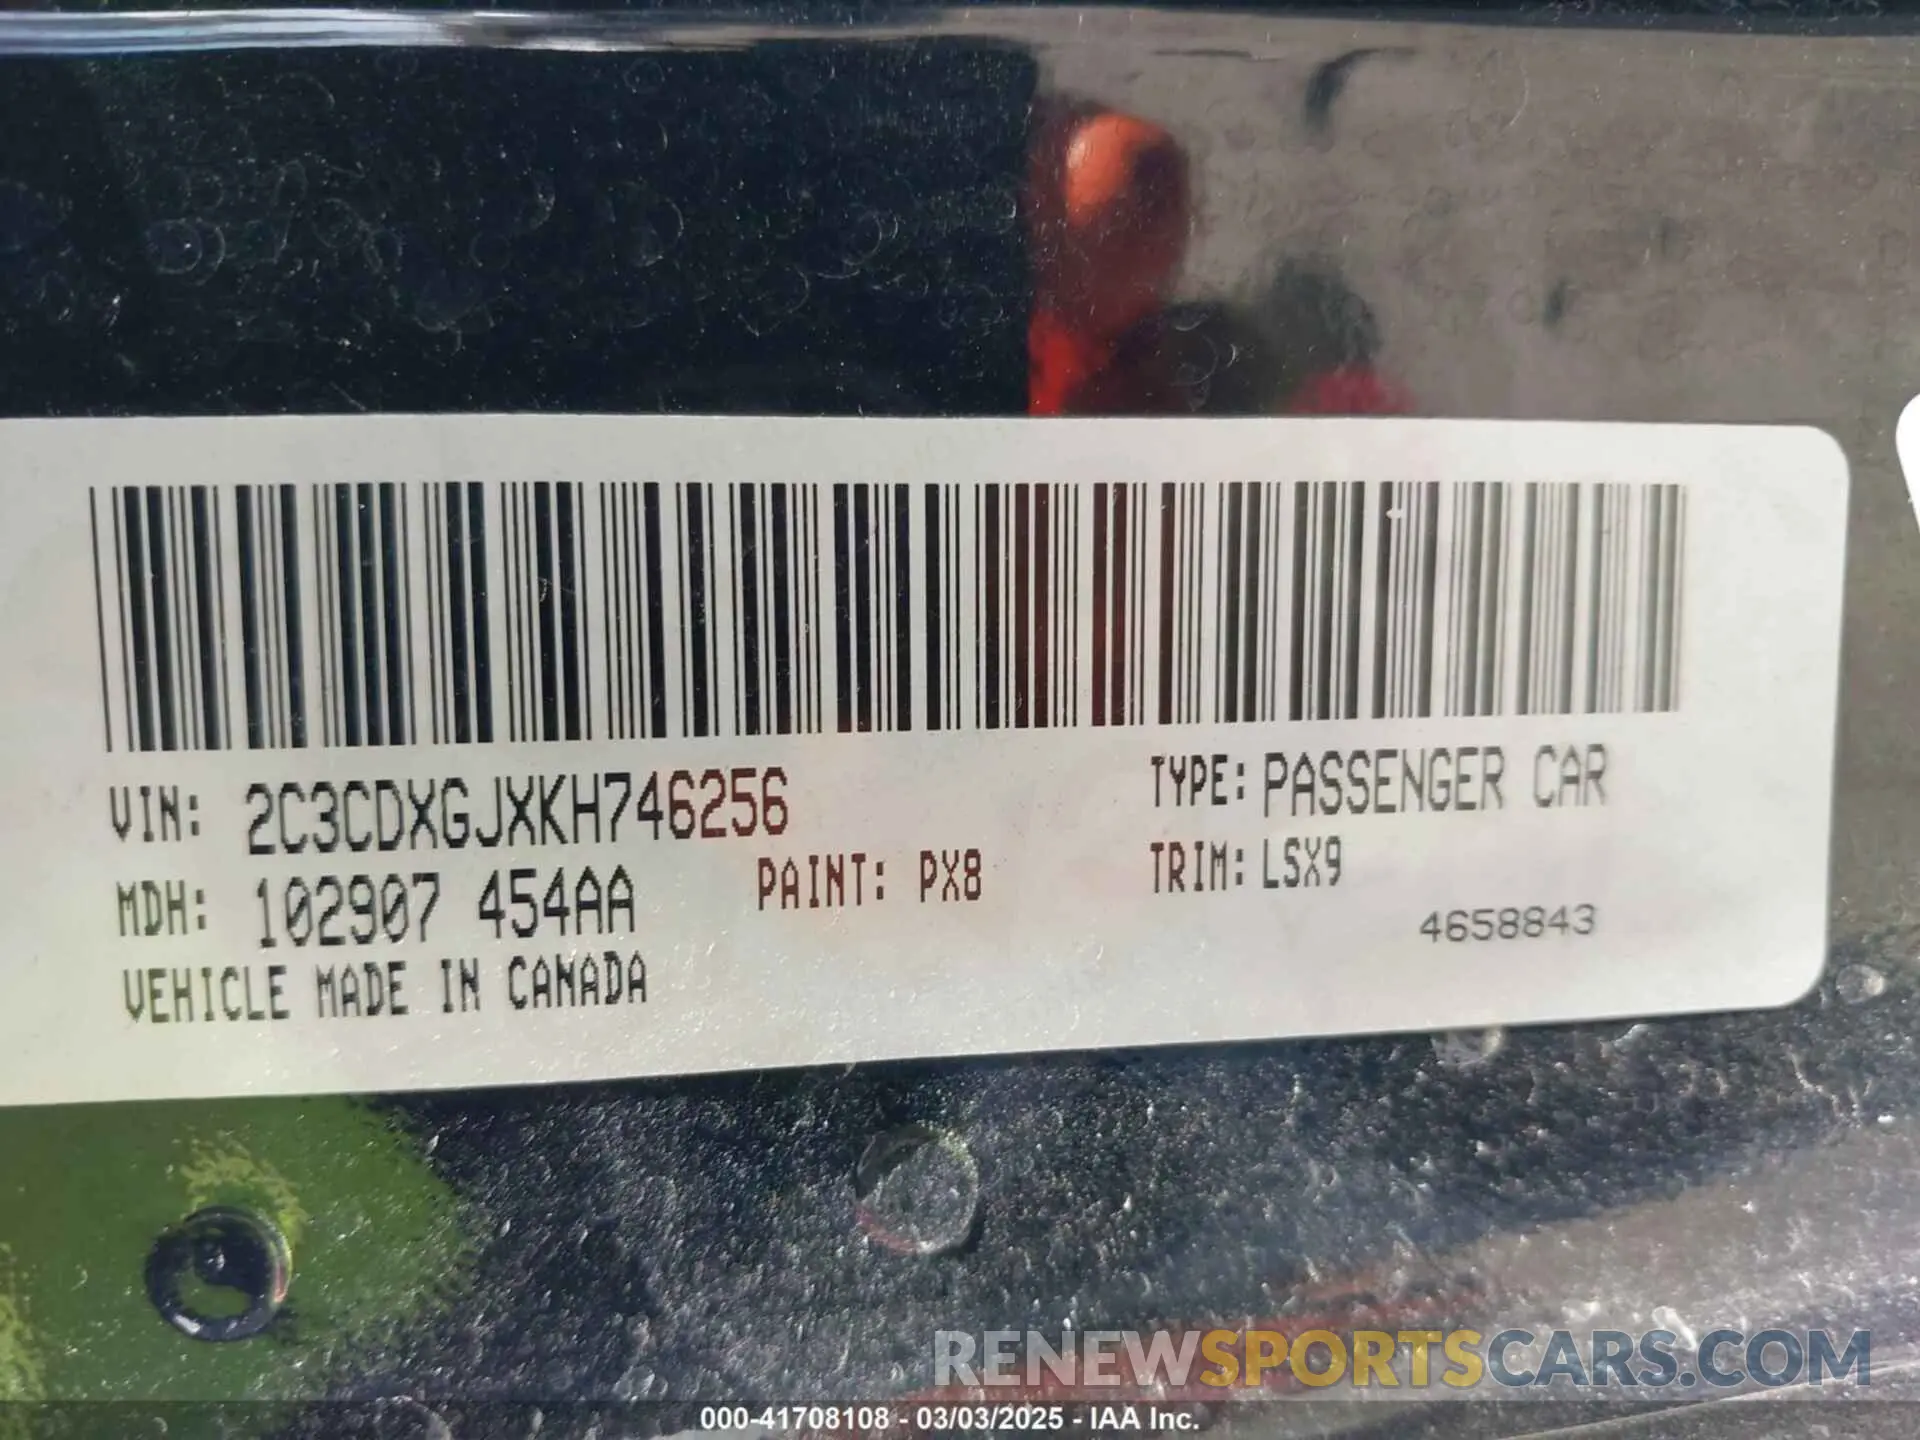 VIN: 2C3CDXGJXKH746256
TYPE: PASSENGER CAR
MDH: 102907 454AA
PAINT: PX8
TRIM: LSX9
4658843
VEHICLE MADE IN CANADA
RENEWSPORTSCARS.COM
000-41708108 - 03/03/2025 - IAA Inc.